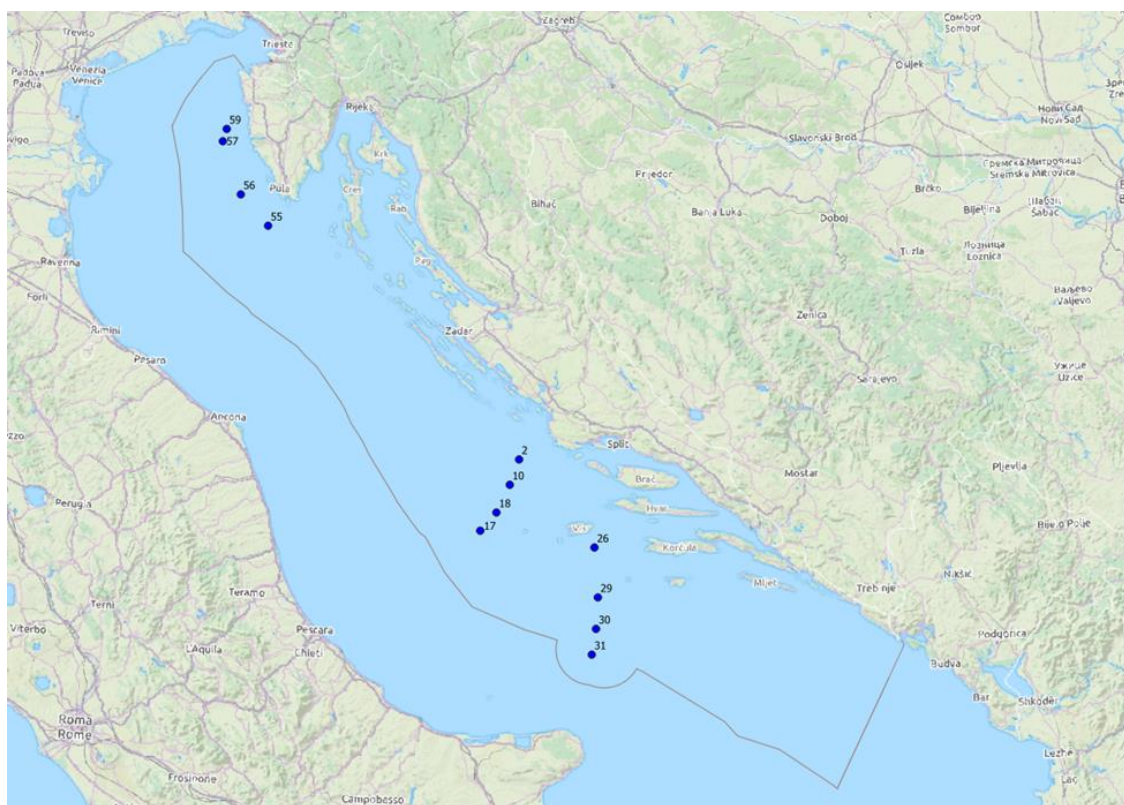 Treviso
Trieste
Zagreb
Сомбор
Sombor
Padova
Padua
Venezia
Venice
Rijeka
Osijek
59
57
Krk
Slavonski Brod
Нови Сад
Novi Sad
56
Pula
Cres
Prijedor
Сремска Митровица
Sremska Mitrovica
Rab
Bihać
Banja Luka
Doboj
Brčko
Бијељина
Bijeljina
Шабац
Šabac
55
Ravenna
Pag
Tuzla
Лозница
Loznica
Forlì
Ваљево
Valjevo
Rimini
Zadar
Zenica
Pesaro
Sarajevo
Ужице
Užice
Ancona
Split
2
Mostar
Pljevlja
10
Brač
Perugia
18
Hvar
17
Vis
Bijelo Polje
26
Korčula
Nikšić
Terni
Teramo
29
Mljet
Trebinje
Viterbo
30
Pescara
Chieti
L'Aquila
31
Podgorica
Budva
Bar
Shkodër
Roma
Rome
Lezhë
Laç
Frosinone
Campobasso